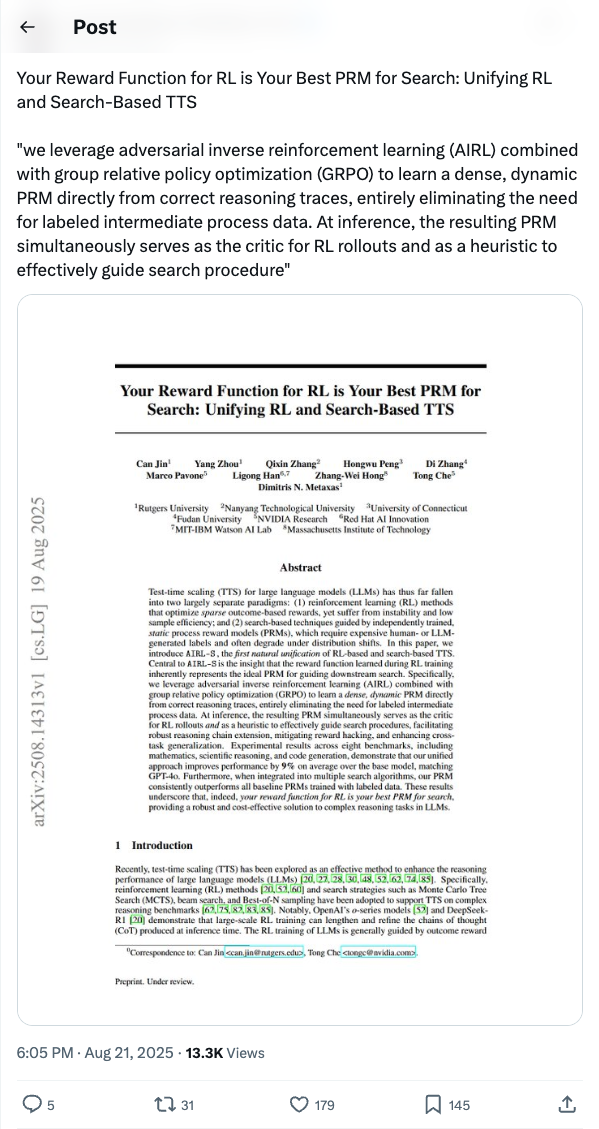 Post
Your Reward Function for RL is Your Best PRM for Search: Unifying RL
and Search-Based TTS
"we leverage adversarial inverse reinforcement learning (AIRL) combined
with group relative policy optimization (GRPO) to learn a dense, dynamic
PRM directly from correct reasoning traces, entirely eliminating the need
for labeled intermediate process data. At inference, the resulting PRM
simultaneously serves as the critic for RL rollouts and as a heuristic to
effectively guide search procedure"
arXiv:2508.14313v1 [cs.LG] 19 Aug 2025
Your Reward Function for RL is Your Best PRM for
Search: Unifying RL and Search-Based TTS
Can Jin¹ Yang Zhou¹ Qixin Zhang² Hongwu Peng³ Di Zhang⁴
Marco Pavone⁵ Ligong Han⁶,⁷ Zhang-Wei Hong⁸ Tong Che⁵
Dimitris N. Metaxas¹
¹Rutgers University ²Nanyang Technological University ³University of Connecticut
⁴Fudan University ⁵NVIDIA Research ⁶Red Hat AI Innovation
⁷MIT-IBM Watson AI Lab ⁸Massachusetts Institute of Technology
Abstract
Test-time scaling (TTS) for large language models (LLMs) has thus far fallen
into two largely separate paradigms: (1) reinforcement learning (RL) methods
that optimize sparse outcome-based rewards, yet suffer from instability and low
sample efficiency; and (2) search-based techniques guided by independently trained,
static process reward models (PRMs), which require expensive human- or LLM-
generated labels and often degrade under distribution shifts. In this paper, we
introduce AIRL-S, the first natural unification of RL-based and search-based TTS.
Central to AIRL-S is the insight that the reward function learned during RL training
inherently represents the ideal PRM for guiding downstream search. Specifically,
we leverage adversarial inverse reinforcement learning (AIRL) combined with
group relative policy optimization (GRPO) to learn a dense, dynamic PRM directly
from correct reasoning traces, entirely eliminating the need for labeled intermediate
process data. At inference, the resulting PRM simultaneously serves as the critic
for RL rollouts and as a heuristic to effectively guide search procedures, facilitating
robust reasoning chain extension, mitigating reward hacking, and enhancing cross-
task generalization. Experimental results across eight benchmarks, including
mathematics, scientific reasoning, and code generation, demonstrate that our unified
approach improves performance by 9% on average over the base model, matching
GPT-4o. Furthermore, when integrated into multiple search algorithms, our PRM
consistently outperforms all baseline PRMs trained with labeled data. These results
underscore that, indeed, your reward function for RL is your best PRM for search,
providing a robust and cost-effective solution to complex reasoning tasks in LLMs.
1 Introduction
Recently, test-time scaling (TTS) has been explored as an effective method to enhance the reasoning
performance of large language models (LLMs) [20, 27, 28, 30, 48, 52, 62, 74, 85]. Specifically,
reinforcement learning (RL) methods [20, 52, 60] and search strategies such as Monte Carlo Tree
Search (MCTS), beam search, and Best-of-N sampling have been adopted to support TTS on complex
reasoning benchmarks [62, 75, 82, 83, 85]. Notably, OpenAI's o-series models [52] and DeepSeek-
R1 [20] demonstrate that large-scale RL training can lengthen and refine the chains of thought
(CoT) produced at inference time. The RL training of LLMs is generally guided by outcome reward
⁰Correspondence to: Can Jin <can.jin@rutgers.edu>, Tong Che <tongc@nvidia.com>.
Preprint. Under review.
6:05 PM · Aug 21, 2025 · 13.3K Views
5 31 179 145